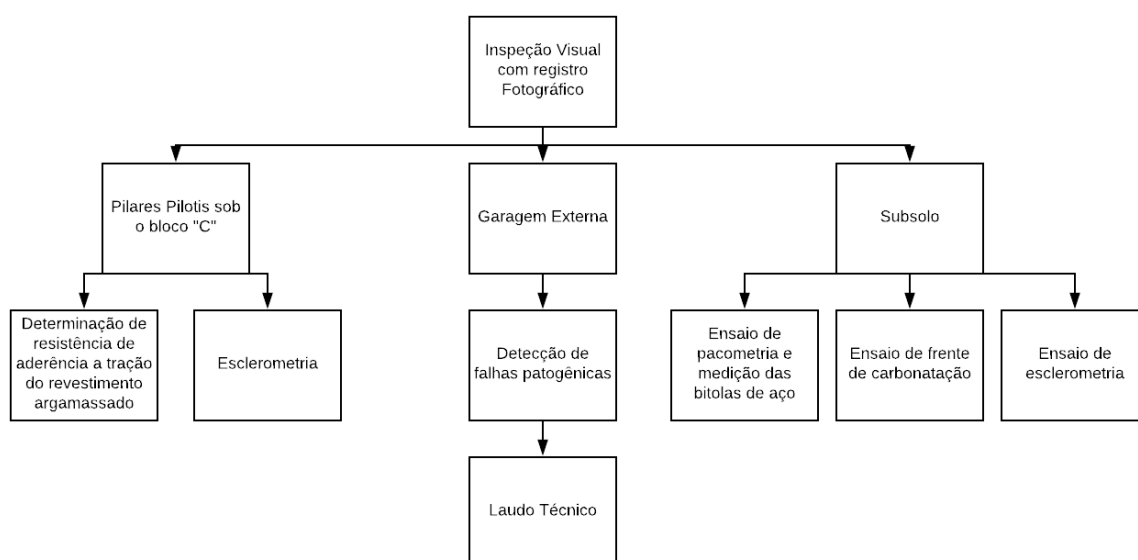 Inspeção Visual
com registro
Fotográfico
Pilares Pilotis sob
o bloco "C"
Garagem Externa
Subsolo
Determinação de
resistência de
aderência a tração
do revestimento
argamassado
Esclerometria
Detecção de
falhas patogênicas
Ensaio de
pacometria e
medição das
bitolas de aço
Ensaio de frente
de carbonatação
Ensaio de
esclerometria
Laudo Técnico